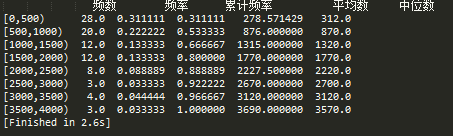 频数 频率 累计频率 平均数 中位数
[0,500) 28.0 0.311111 0.311111 278.571429 312.0
[500,1000) 20.0 0.222222 0.533333 876.000000 870.0
[1000,1500) 12.0 0.133333 0.666667 1315.000000 1320.0
[1500,2000) 12.0 0.133333 0.800000 1770.000000 1770.0
[2000,2500) 8.0 0.088889 0.888889 2227.500000 2220.0
[2500,3000) 3.0 0.033333 0.922222 2670.000000 2700.0
[3000,3500) 4.0 0.044444 0.966667 3120.000000 3120.0
[3500,4000) 3.0 0.033333 1.000000 3690.000000 3570.0
[Finished in 2.6s]